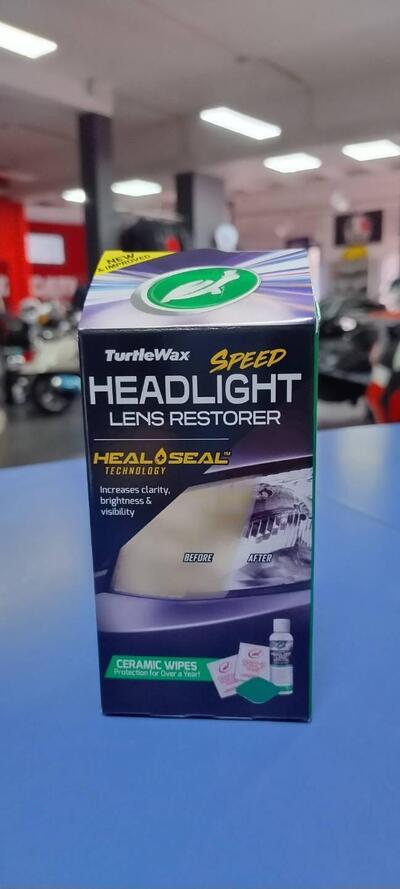 NEW
& IMPROVED
TurtleWax SPEED
HEADLIGHT
LENS RESTORER
HEAL & SEAL™
TECHNOLOGY
Increases clarity,
brightness &
visibility
BEFORE AFTER
CERAMIC WIPES
Protection for Over a Year!